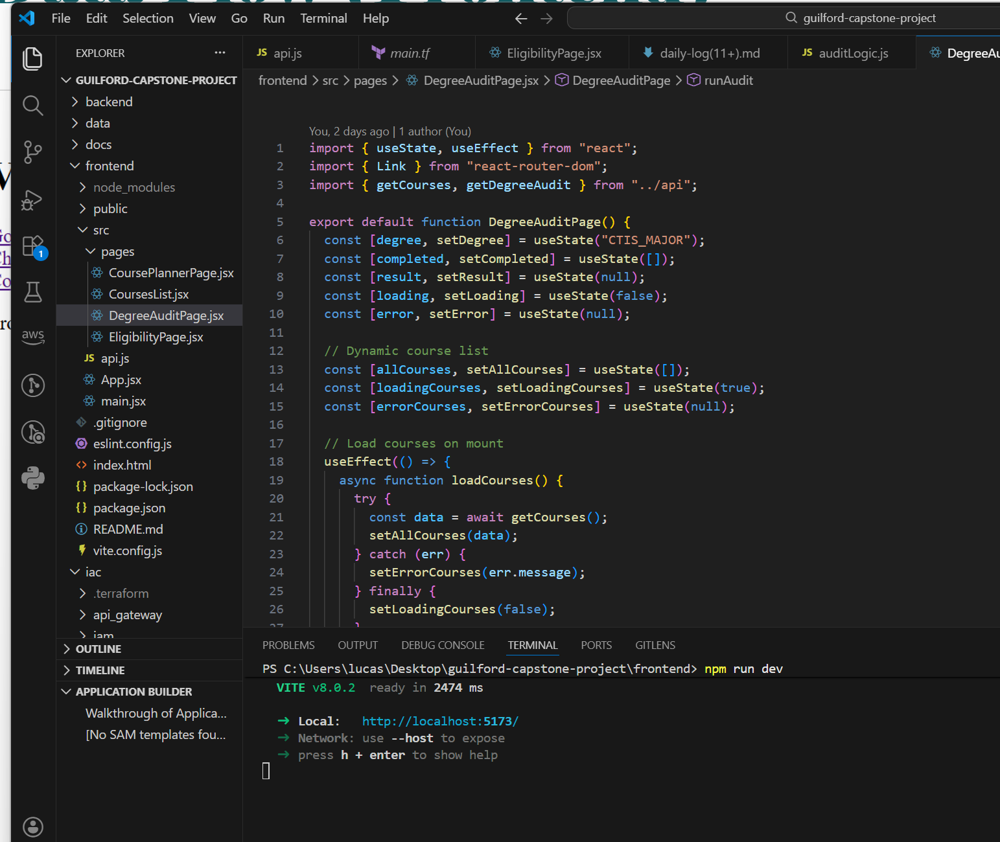 File Edit Selection View Go Run Terminal Help
guilford-capstone-project
EXPLORER
GUILFORD-CAPSTONE-PROJECT
backend
data
docs
frontend
node_modules
public
src
pages
CoursePlannerPage.jsx
CoursesList.jsx
DegreeAuditPage.jsx
EligibilityPage.jsx
JS api.js
App.jsx
main.jsx
.gitignore
eslint.config.js
index.html
package-lock.json
package.json
README.md
vite.config.js
iac
.terraform
api_gateway
iam
OUTLINE
TIMELINE
APPLICATION BUILDER
Walkthrough of Applica...
[No SAM templates fou...
1
aws
JS api.js main.tf EligibilityPage.jsx daily-log(11+).md JS auditLogic.js DegreeAu
frontend > src > pages > DegreeAuditPage.jsx > DegreeAuditPage > runAudit
You, 2 days ago | 1 author (You)
1 import { useState, useEffect } from "react";
2 import { Link } from "react-router-dom";
3 import { getCourses, getDegreeAudit } from "../api";
4
5 export default function DegreeAuditPage() {
6 const [degree, setDegree] = useState("CTIS_MAJOR");
7 const [completed, setCompleted] = useState([]);
8 const [result, setResult] = useState(null);
9 const [loading, setLoading] = useState(false);
10 const [error, setError] = useState(null);
11
12 // Dynamic course list
13 const [allCourses, setAllCourses] = useState([]);
14 const [loadingCourses, setLoadingCourses] = useState(true);
15 const [errorCourses, setErrorCourses] = useState(null);
16
17 // Load courses on mount
18 useEffect(() => {
19 async function loadCourses() {
20 try {
21 const data = await getCourses();
22 setAllCourses(data);
23 } catch (err) {
24 setErrorCourses(err.message);
25 } finally {
26 setLoadingCourses(false);
27 }
PROBLEMS OUTPUT DEBUG CONSOLE TERMINAL PORTS GITLENS
PS C:\Users\lucas\Desktop\guilford-capstone-project\frontend> npm run dev
VITE v8.0.2 ready in 2474 ms
➜ Local: http://localhost:5173/
➜ Network: use --host to expose
➜ press h + enter to show help